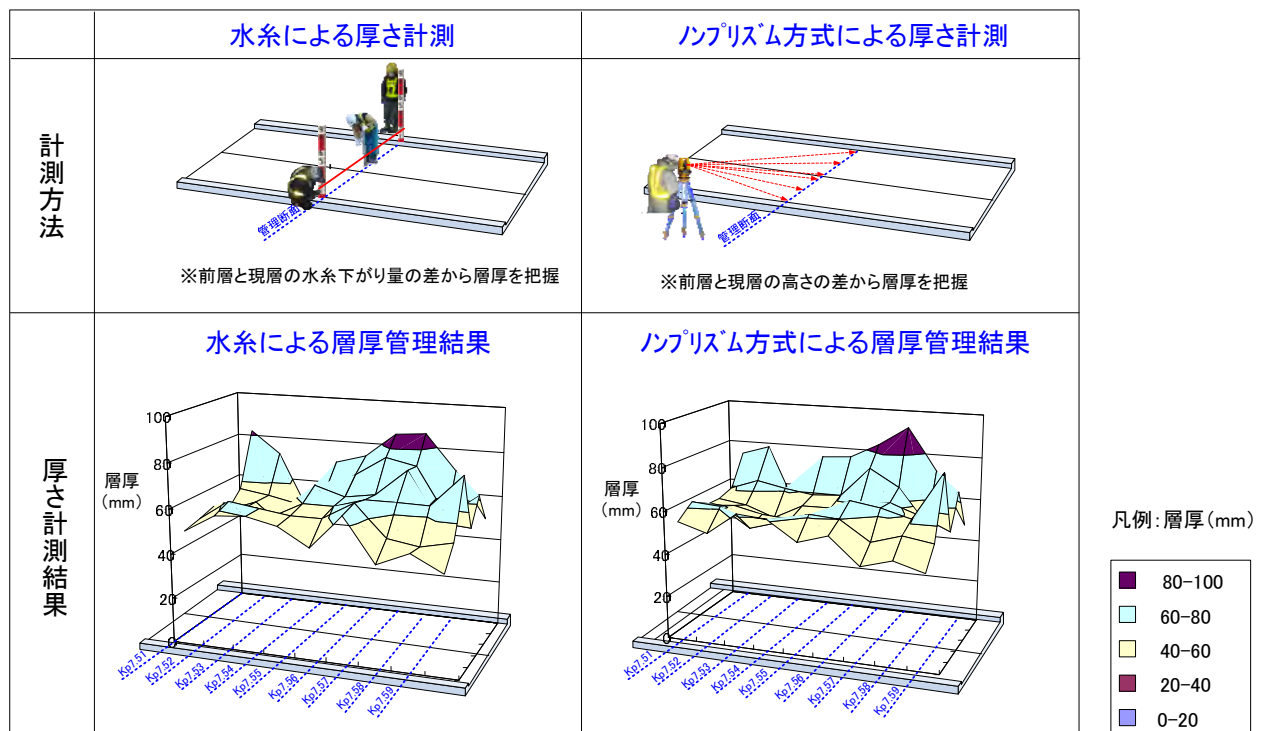 水糸による厚さ計測
ノンプリズム方式による厚さ計測
計測方法
管理断面
※前層と現層の水糸下がり量の差から層厚を把握
管理断面
※前層と現層の高さの差から層厚を把握
厚さ計測結果
水糸による層厚管理結果
層厚
(mm)
100
80
60
40
20
0
Kp7.51
Kp7.52
Kp7.53
Kp7.54
Kp7.55
Kp7.56
Kp7.57
Kp7.58
Kp7.59
ノンプリズム方式による層厚管理結果
層厚
(mm)
100
80
60
40
20
0
Kp7.51
Kp7.52
Kp7.53
Kp7.54
Kp7.55
Kp7.56
Kp7.57
Kp7.58
Kp7.59
凡例：層厚(mm)
80-100
60-80
40-60
20-40
0-20